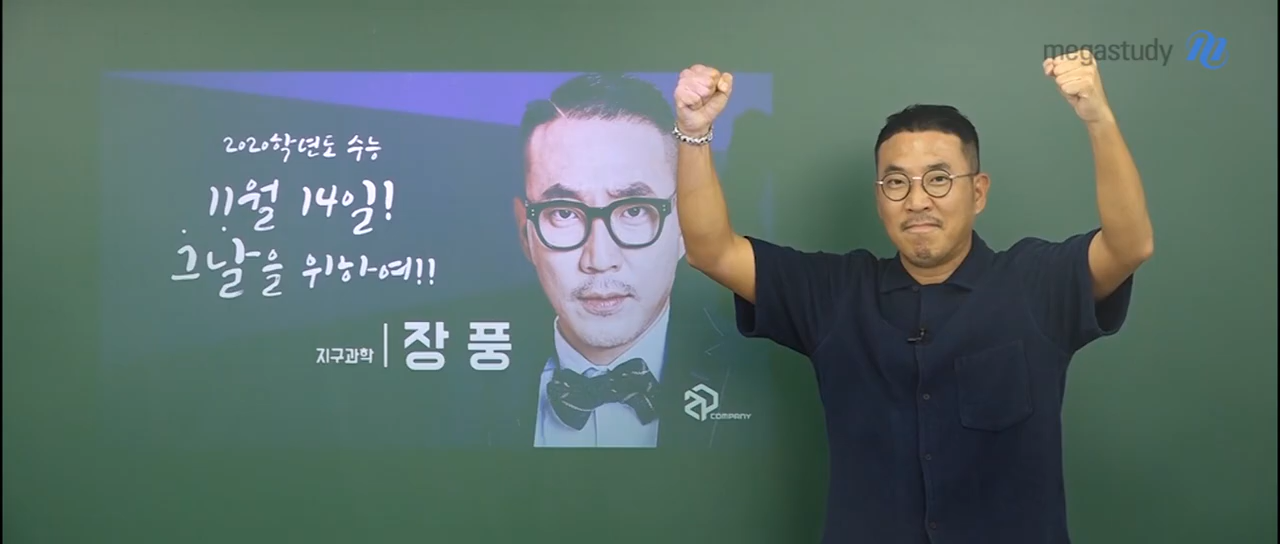 megastudy
2020학년도 수능
11월 14일!
그날을 위하여!!
지구과학 | 장 풍
2P COMPANY